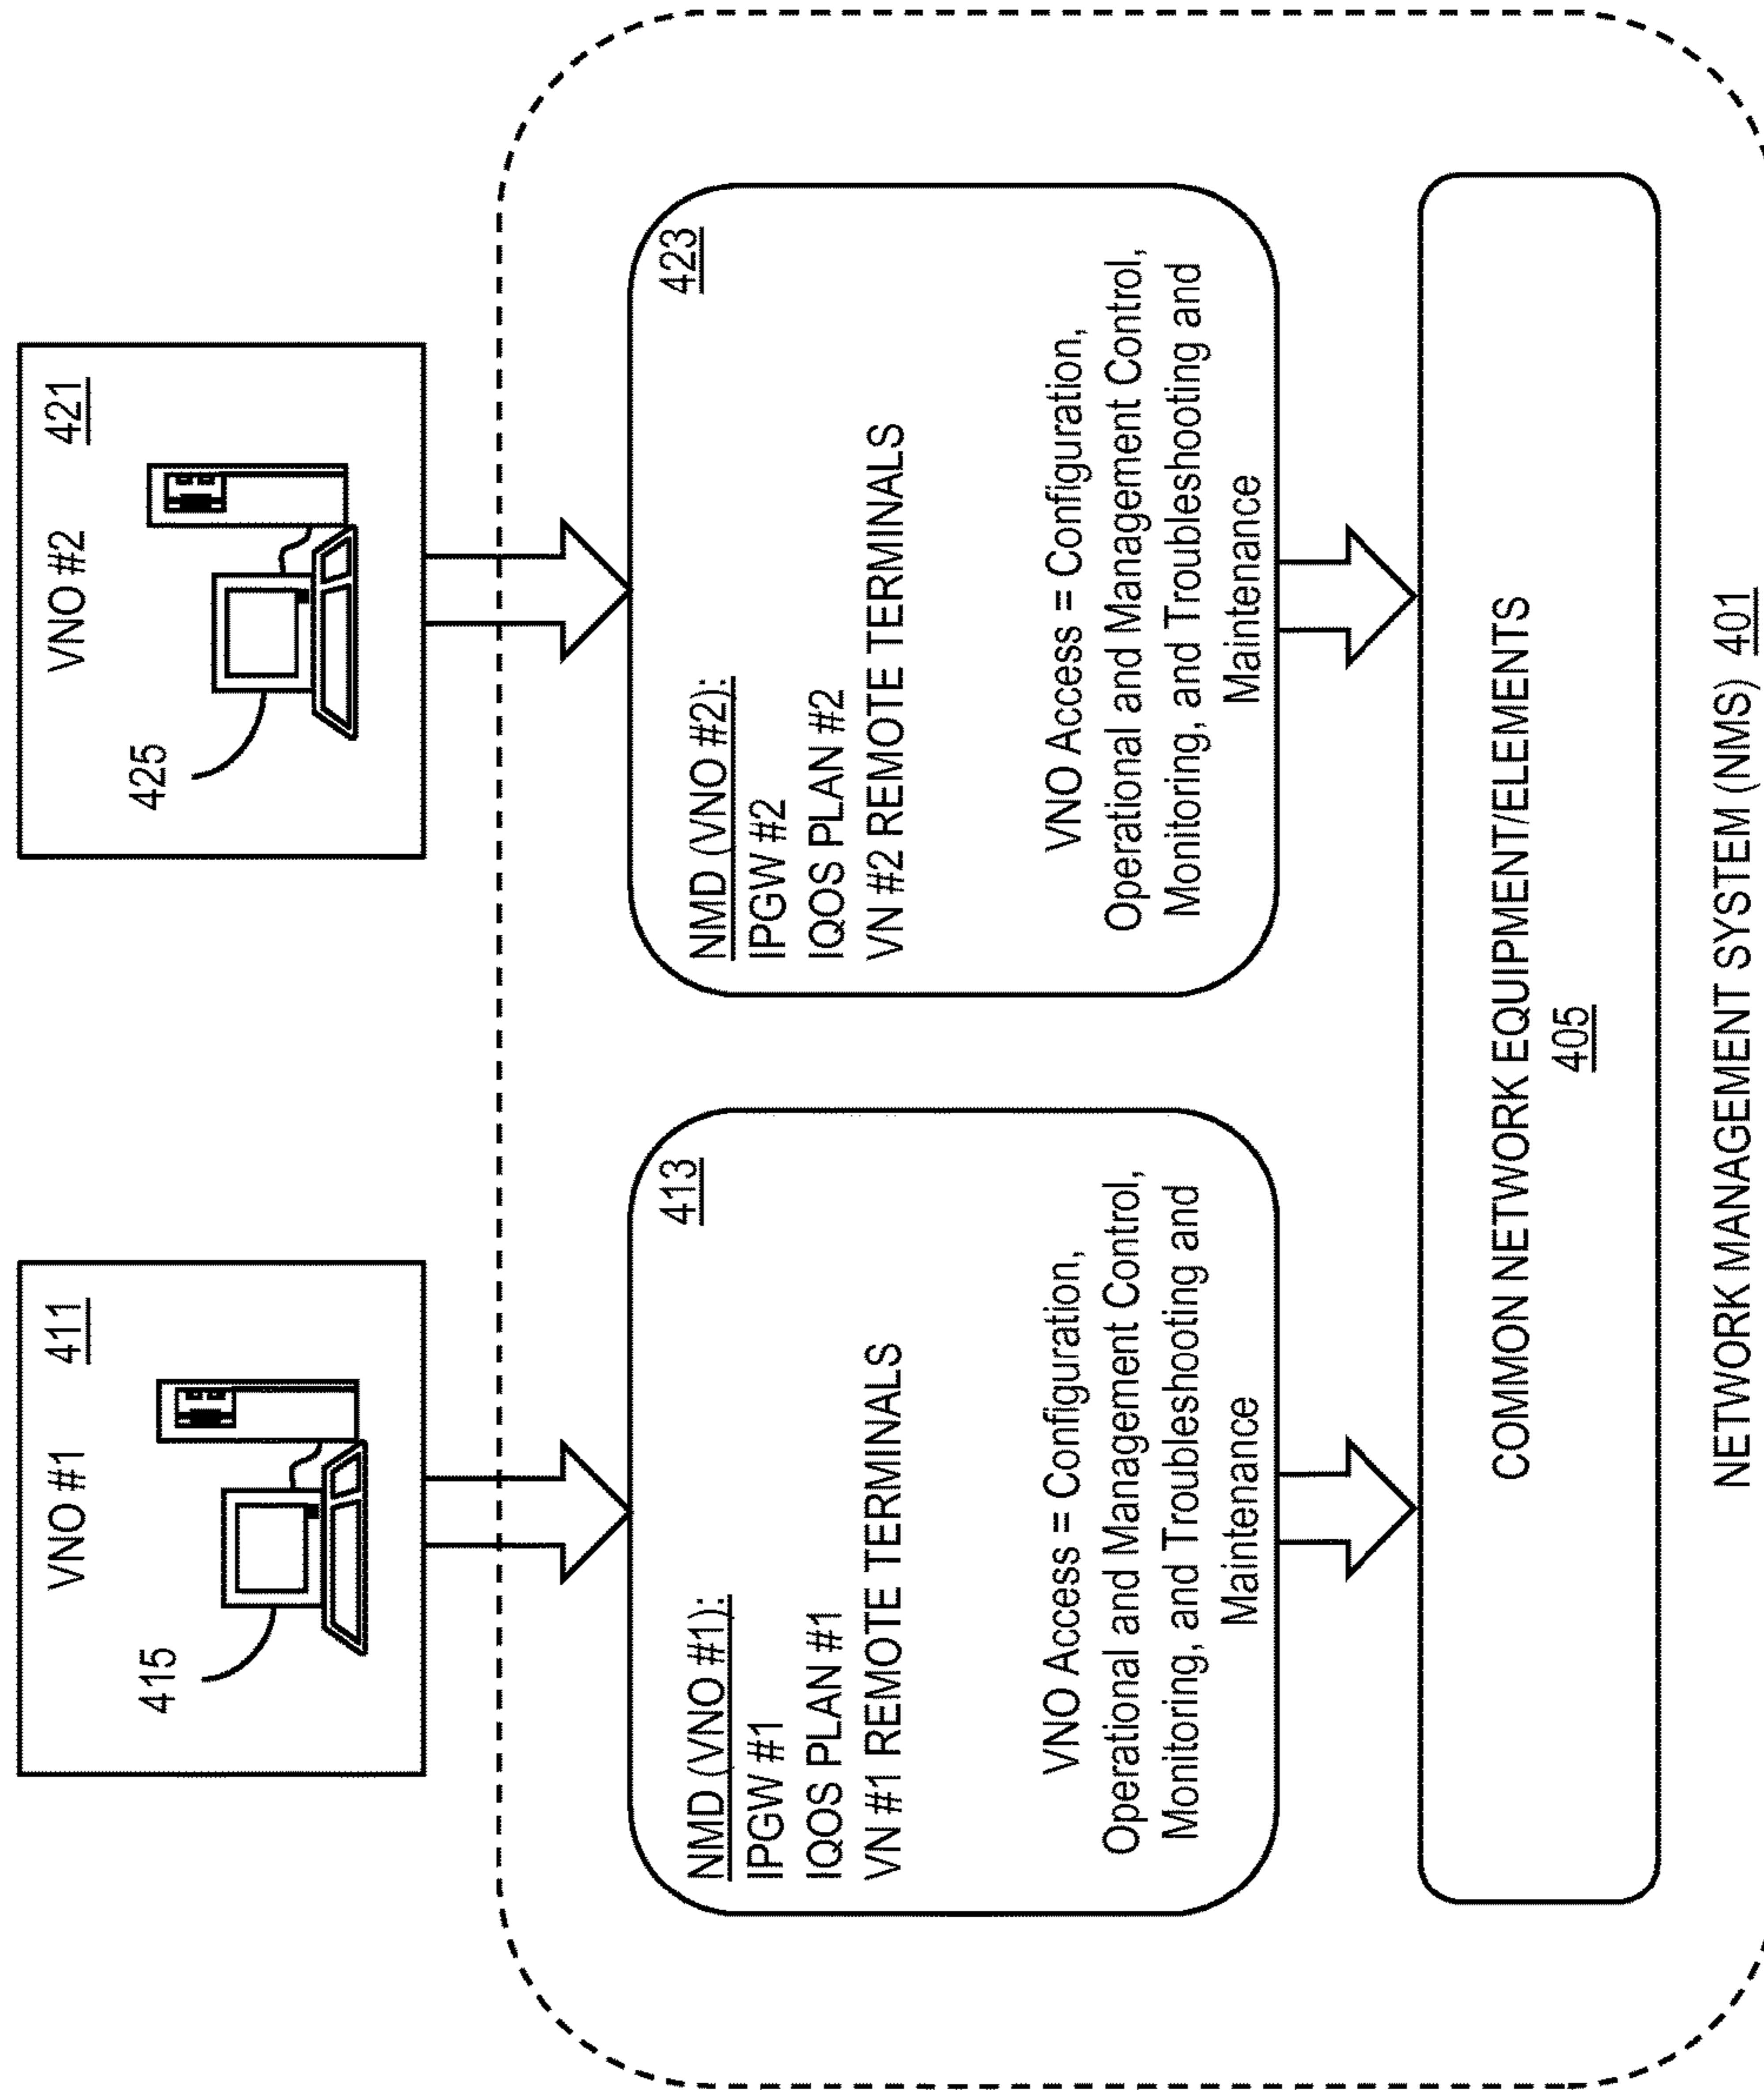 VNO #1
411
415
VNO #2
421
425
NMD (VNO #1):
413
IPGW #1
IQOS PLAN #1
VN #1 REMOTE TERMINALS
VNO Access = Configuration,
Operational and Management Control,
Monitoring, and Troubleshooting and
Maintenance
NMD (VNO #2):
423
IPGW #2
IQOS PLAN #2
VN #2 REMOTE TERMINALS
VNO Access = Configuration,
Operational and Management Control,
Monitoring, and Troubleshooting and
Maintenance
COMMON NETWORK EQUIPMENT/ELEMENTS
405
NETWORK MANAGEMENT SYSTEM (NMS) 401